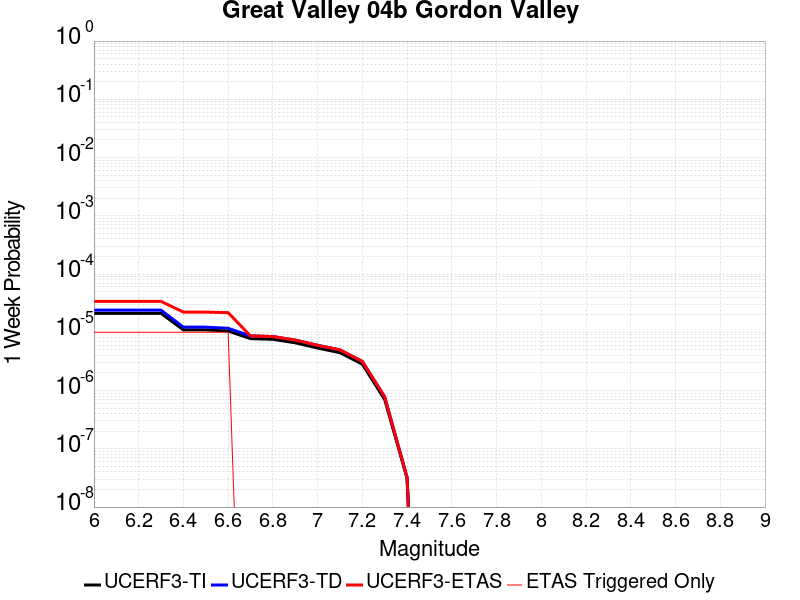 Great Valley 04b Gordon Valley
10^0
10^-1
10^-2
10^-3
10^-4
10^-5
10^-6
10^-7
10^-8
1 Week Probability
6 6.2 6.4 6.6 6.8 7 7.2 7.4 7.6 7.8 8 8.2 8.4 8.6 8.8 9
Magnitude
UCERF3-TI UCERF3-TD UCERF3-ETAS ETAS Triggered Only